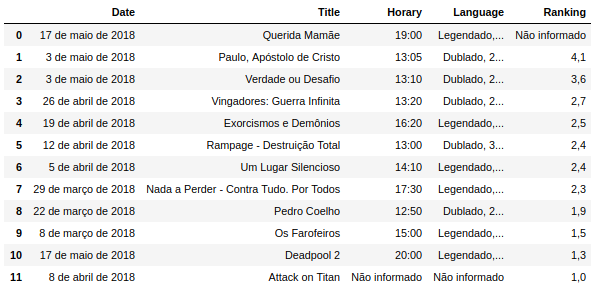 Date Title Horary Language Ranking
0 17 de maio de 2018 Querida Mamãe 19:00 Legendado,... Não informado
1 3 de maio de 2018 Paulo, Apóstolo de Cristo 13:05 Dublado, 2... 4,1
2 3 de maio de 2018 Verdade ou Desafio 13:10 Dublado, 2... 3,6
3 26 de abril de 2018 Vingadores: Guerra Infinita 13:20 Dublado, 2... 2,7
4 19 de abril de 2018 Exorcismos e Demônios 16:20 Legendado,... 2,5
5 12 de abril de 2018 Rampage - Destruição Total 13:00 Dublado, 3... 2,4
6 5 de abril de 2018 Um Lugar Silencioso 14:10 Legendado,... 2,4
7 29 de março de 2018 Nada a Perder - Contra Tudo. Por Todos 17:30 Legendado,... 2,3
8 22 de março de 2018 Pedro Coelho 12:50 Dublado, 2... 1,9
9 8 de março de 2018 Os Farofeiros 15:00 Legendado,... 1,5
10 17 de maio de 2018 Deadpool 2 20:00 Legendado,... 1,3
11 8 de abril de 2018 Attack on Titan Não informado Não informado 1,0